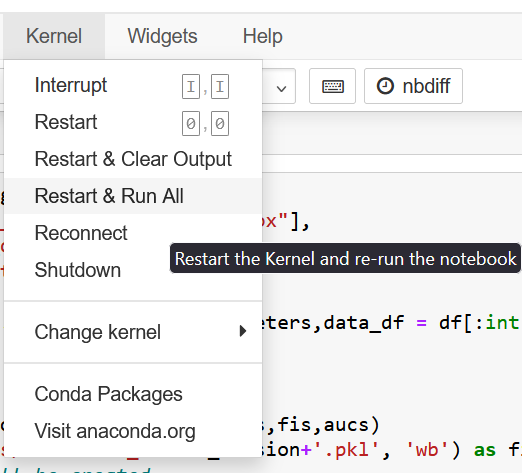 Kernel Widgets Help
Interrupt I,I
nbdiff
Restart 0,0
Restart & Clear Output
Restart & Run All
ox"],
Reconnect
Restart the Kernel and re-run the notebook
Shutdown
Change kernel
eters,data_df = df[:int
Conda Packages
s,fis,aucs)
Visit anaconda.org
sion+'.pkl', 'wb') as f